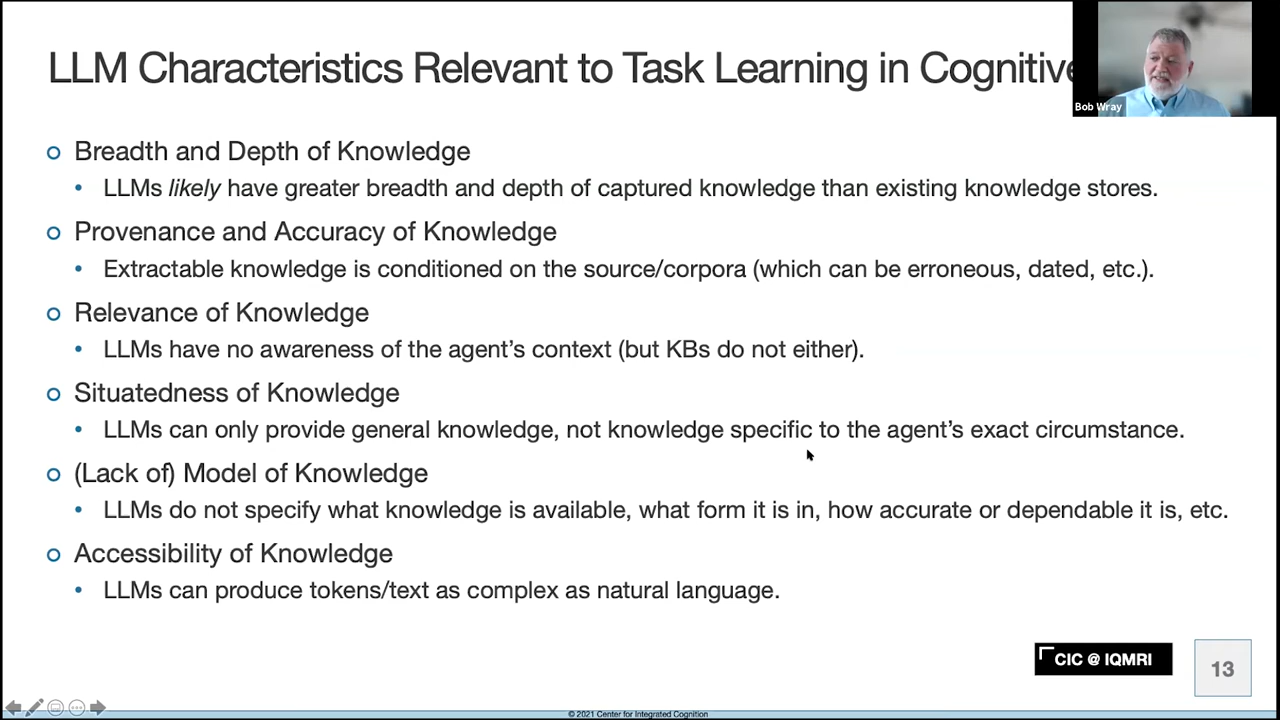 LLM Characteristics Relevant to Task Learning in Cognitive
Bob Wray
Breadth and Depth of Knowledge
LLMs likely have greater breadth and depth of captured knowledge than existing knowledge stores.
Provenance and Accuracy of Knowledge
Extractable knowledge is conditioned on the source/corpora (which can be erroneous, dated, etc.).
Relevance of Knowledge
LLMs have no awareness of the agent's context (but KBs do not either).
Situatedness of Knowledge
LLMs can only provide general knowledge, not knowledge specific to the agent's exact circumstance.
(Lack of) Model of Knowledge
LLMs do not specify what knowledge is available, what form it is in, how accurate or dependable it is, etc.
Accessibility of Knowledge
LLMs can produce tokens/text as complex as natural language.
CIC @ IQMRI
13
© 2021 Center for Integrated Cognition